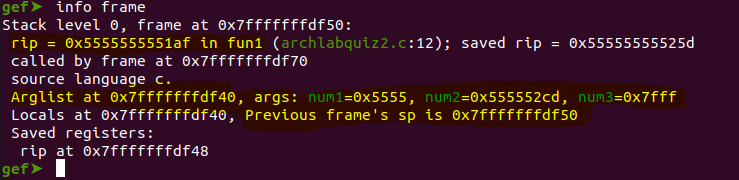 gef➤ info frame
Stack level 0, frame at 0x7fffffffdf50:
rip = 0x5555555551af in fun1 (archlabquiz2.c:12); saved rip = 0x55555555525d
called by frame at 0x7fffffffdf70
source language c.
Arglist at 0x7fffffffdf40, args: num1=0x5555, num2=0x555552cd, num3=0x7fff
Locals at 0x7fffffffdf40, Previous frame's sp is 0x7fffffffdf50
Saved registers:
rip at 0x7fffffffdf48
gef➤